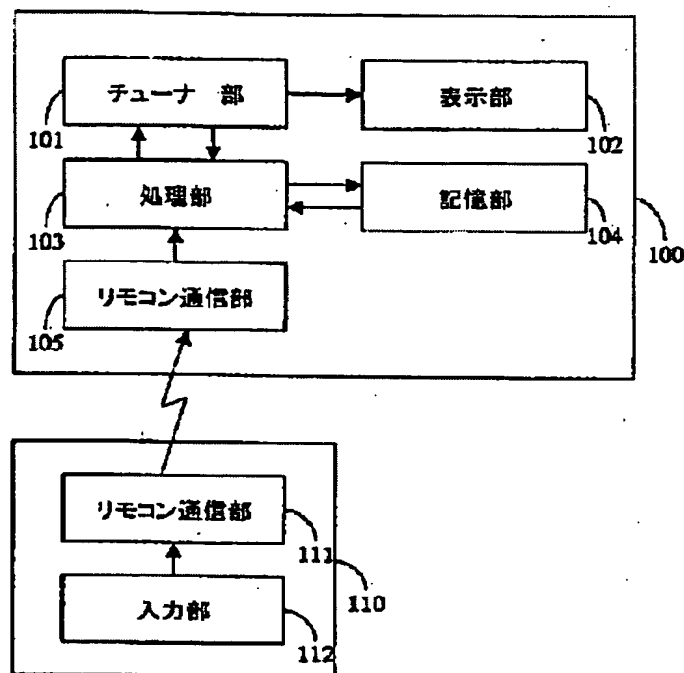 チューナ 部
表示部
101
102
処理部
記憶部
103
104
100
リモコン通信部
105
リモコン通信部
111
110
入力部
112